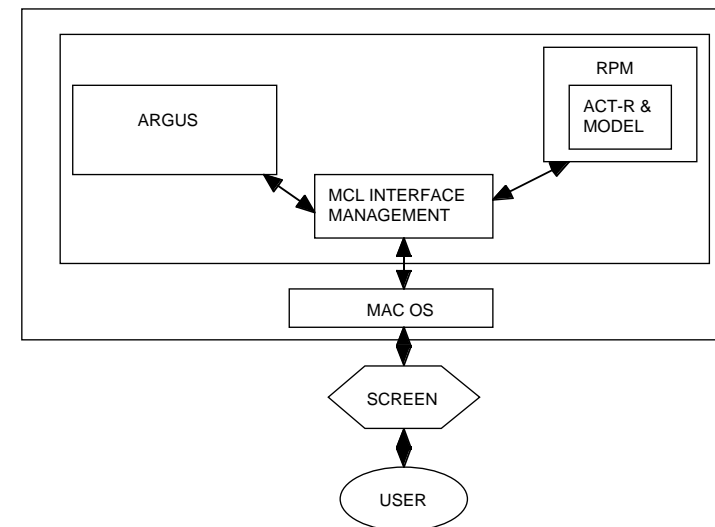 RPM
ARGUS
ACT-R &
MODEL
MCL INTERFACE
MANAGEMENT
MAC OS
SCREEN
USER